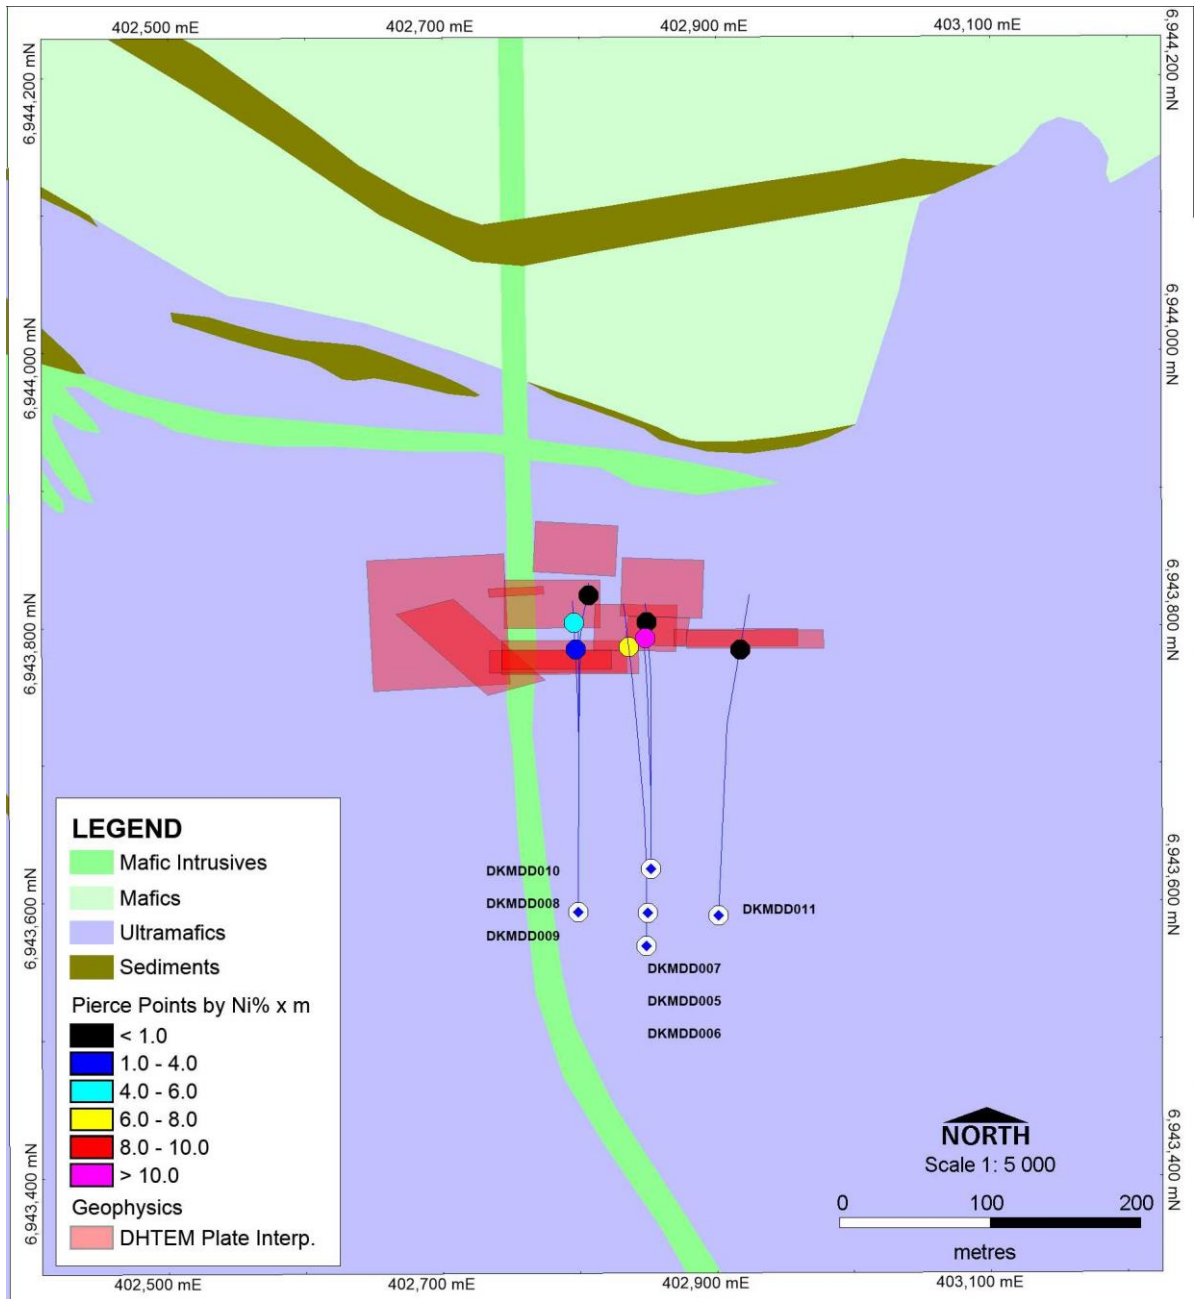 402,500 mE 402,700 mE 402,900 mE 403,100 mE
6,944,200 mN
6,944,200 mN
6,944,000 mN
6,944,000 mN
6,943,800 mN
6,943,800 mN
6,943,600 mN
6,943,600 mN
6,943,400 mN
6,943,400 mN
DKMDD010
DKMDD008
DKMDD009
DKMDD011
DKMDD007
DKMDD005
DKMDD006
LEGEND
Mafic Intrusives
Mafics
Ultramafics
Sediments
Pierce Points by Ni% x m
< 1.0
1.0 - 4.0
4.0 - 6.0
6.0 - 8.0
8.0 - 10.0
> 10.0
Geophysics
DHTEM Plate Interp.
NORTH
Scale 1: 5 000
0 100 200
metres
402,500 mE 402,700 mE 402,900 mE 403,100 mE